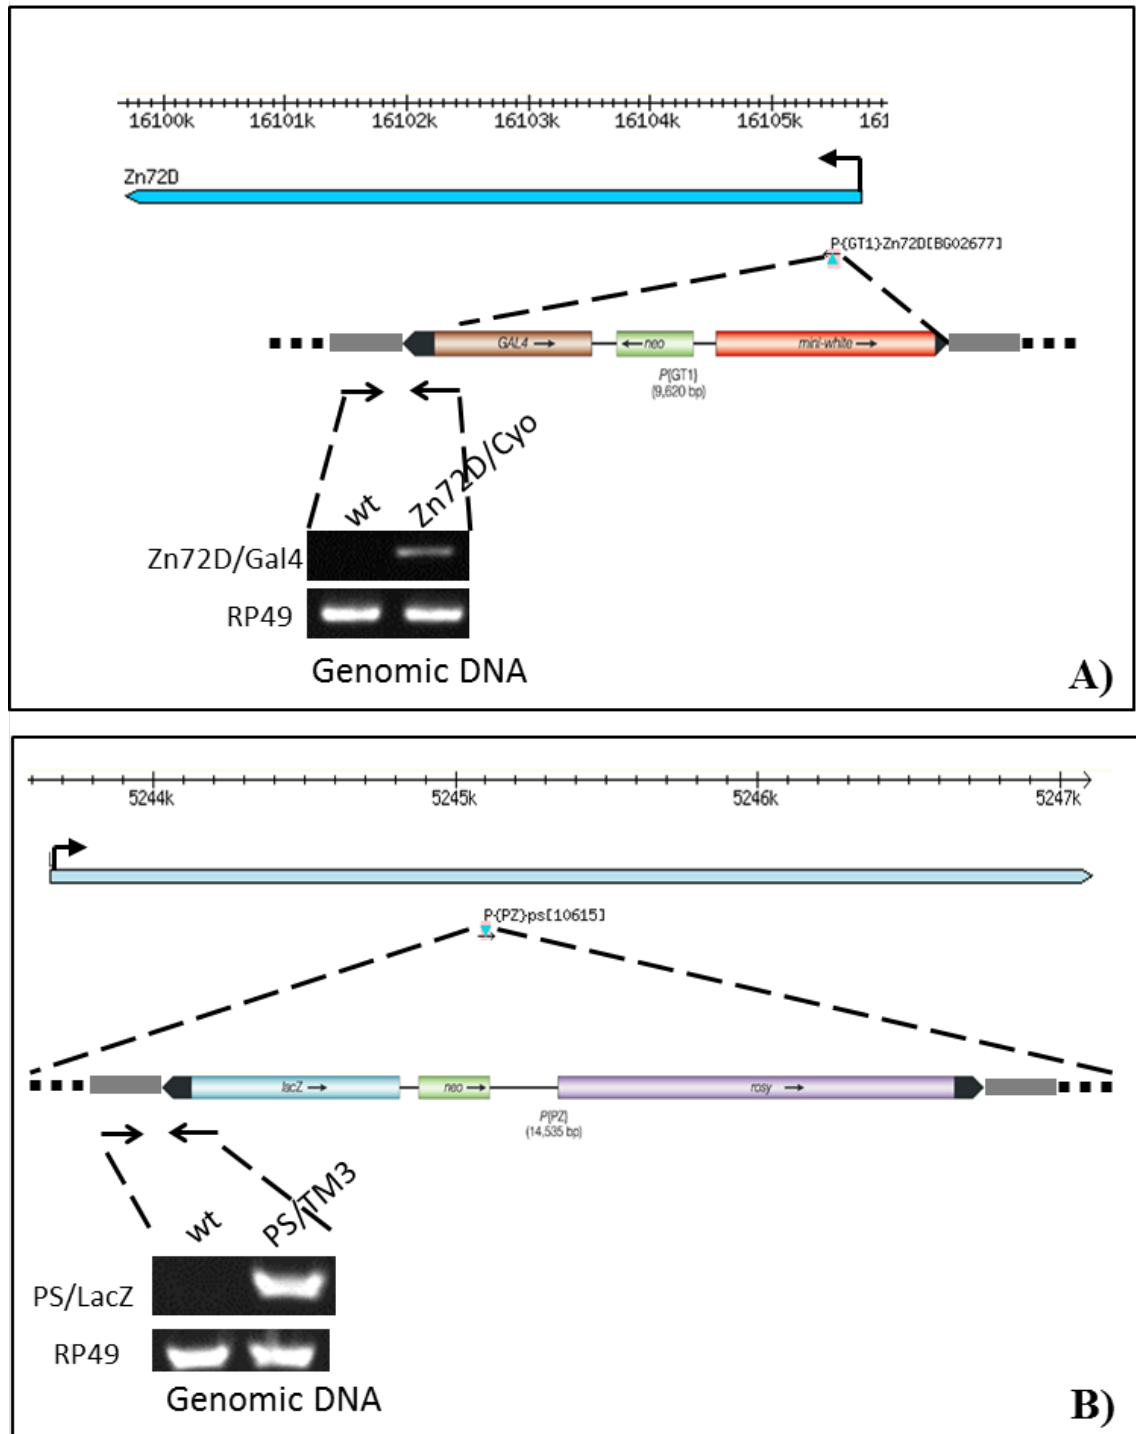 16100k 16101k 16102k 16103k 16104k 16105k 161
Zn72D
P{GT1}Zn72D[BG02677]
GAL4 neo mini-white
P{GT1}
(9,620 bp)
wt Zn72D/Cyo
Zn72D/Gal4
RP49
Genomic DNA
A)
5244k 5245k 5246k 5247k
P{PZ}ps[10615]
lacZ neo rosy
P{PZ}
(14,535 bp)
wt PS/TM3
PS/LacZ
RP49
Genomic DNA
B)